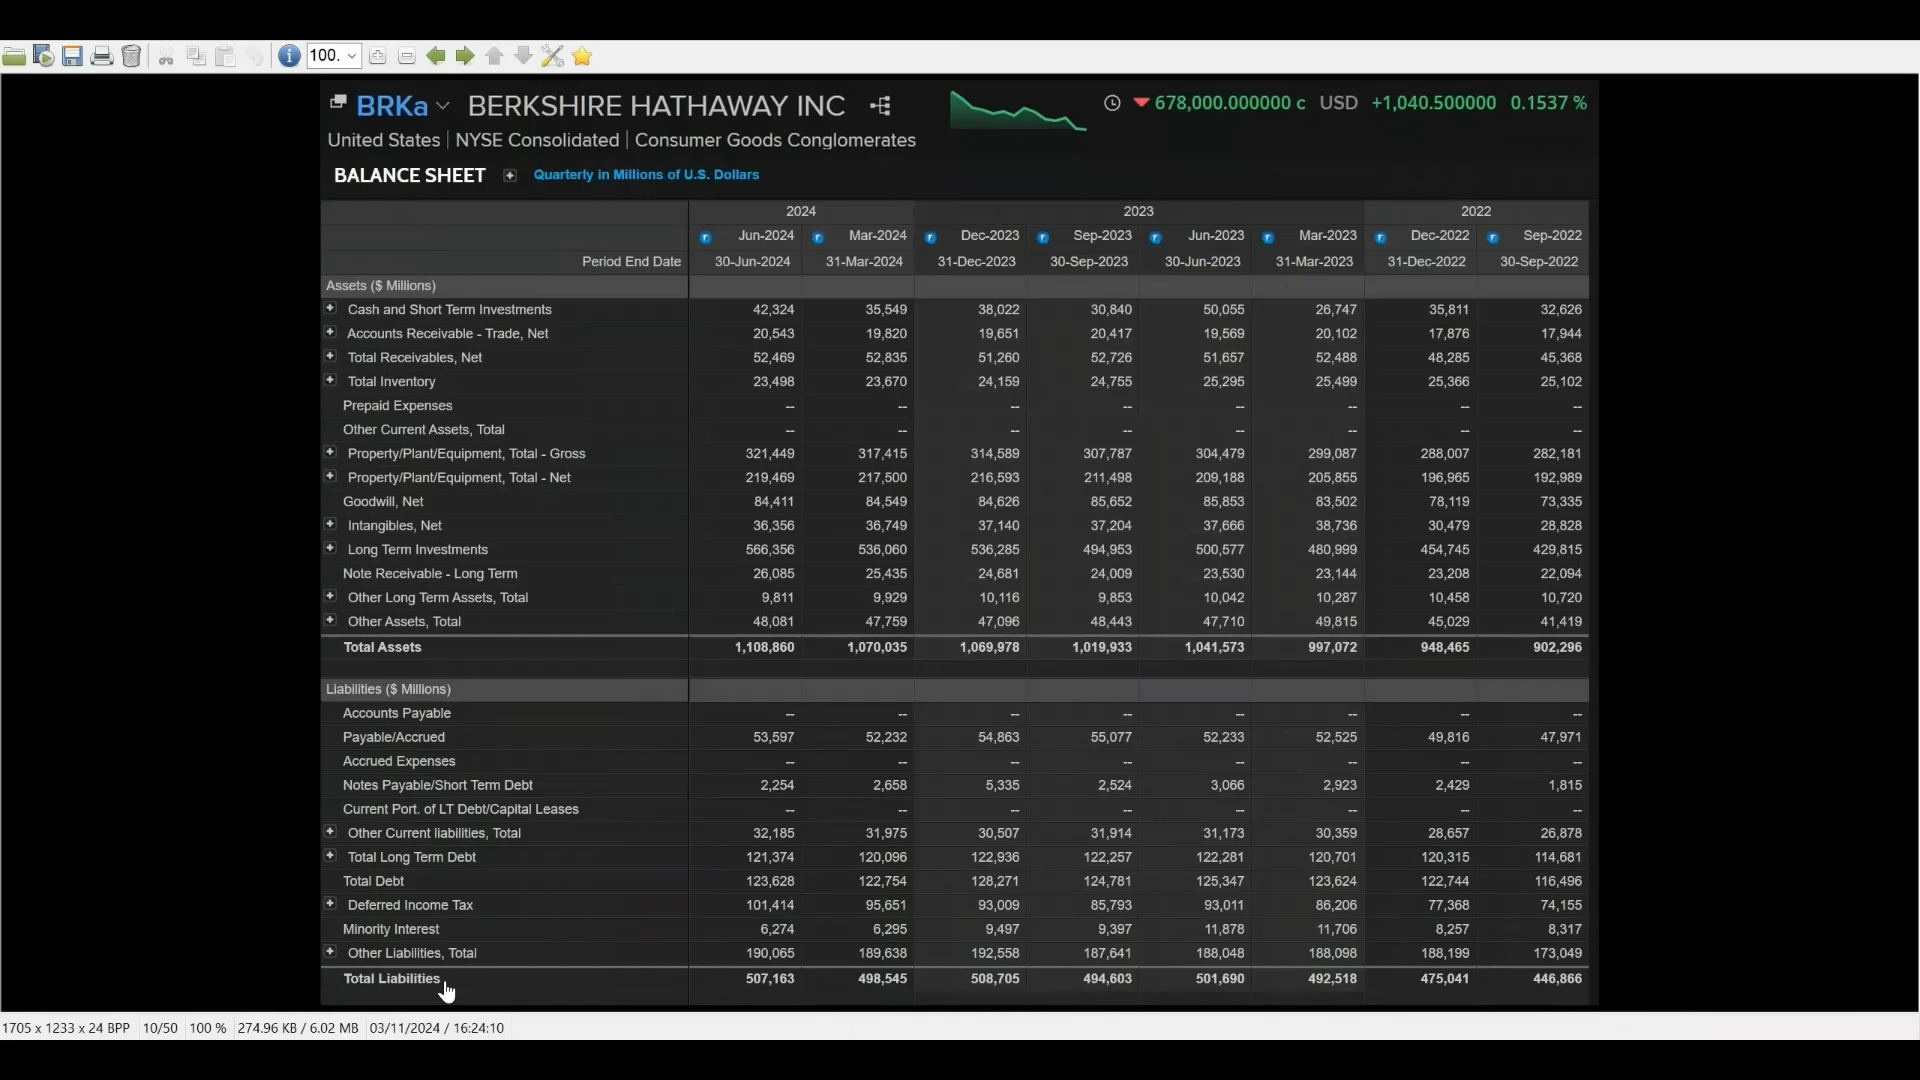 100.
BRKa BERKSHIRE HATHAWAY INC 678,000.000000 c USD +1,040.500000 0.1537 %
United States | NYSE Consolidated | Consumer Goods Conglomerates
BALANCE SHEET Quarterly in Millions of U.S. Dollars
2024 2023 2022
Jun-2024 Mar-2024 Dec-2023 Sep-2023 Jun-2023 Mar-2023 Dec-2022 Sep-2022
Period End Date 30-Jun-2024 31-Mar-2024 31-Dec-2023 30-Sep-2023 30-Jun-2023 31-Mar-2023 31-Dec-2022 30-Sep-2022
Assets ($ Millions)
Cash and Short Term Investments 42,324 35,549 38,022 30,840 50,055 26,747 35,811 32,626
Accounts Receivable - Trade, Net 20,543 19,820 19,651 20,417 19,569 20,102 17,876 17,944
Total Receivables, Net 52,469 52,835 51,260 52,726 51,657 52,488 48,285 45,368
Total Inventory 23,498 23,670 24,159 24,755 25,295 25,499 25,366 25,102
Prepaid Expenses -- -- -- -- -- -- -- --
Other Current Assets, Total -- -- -- -- -- -- -- --
Property/Plant/Equipment, Total - Gross 321,449 317,415 314,589 307,787 304,479 299,087 288,007 282,181
Property/Plant/Equipment, Total - Net 219,469 217,500 216,593 211,498 209,188 205,855 196,965 192,989
Goodwill, Net 84,411 84,549 84,626 85,652 85,853 83,502 78,119 73,335
Intangibles, Net 36,356 36,749 37,140 37,204 37,666 38,736 30,479 28,828
Long Term Investments 566,356 536,060 536,285 494,953 500,577 480,999 454,745 429,815
Note Receivable - Long Term 26,085 25,435 24,681 24,009 23,530 23,144 23,208 22,094
Other Long Term Assets, Total 9,811 9,929 10,116 9,853 10,042 10,287 10,458 10,720
Other Assets, Total 48,081 47,759 47,096 48,443 47,710 49,815 45,029 41,419
Total Assets 1,108,860 1,070,035 1,069,978 1,019,933 1,041,573 997,072 948,465 902,296
Liabilities ($ Millions)
Accounts Payable -- -- -- -- -- -- -- --
Payable/Accrued 53,597 52,232 54,863 55,077 52,233 52,525 49,816 47,971
Accrued Expenses -- -- -- -- -- -- -- --
Notes Payable/Short Term Debt 2,254 2,658 5,335 2,524 3,066 2,923 2,429 1,815
Current Port. of LT Debt/Capital Leases -- -- -- -- -- -- -- --
Other Current liabilities, Total 32,185 31,975 30,507 31,914 31,173 30,359 28,657 26,878
Total Long Term Debt 121,374 120,096 122,936 122,257 122,281 120,701 120,315 114,681
Total Debt 123,628 122,754 128,271 124,781 125,347 123,624 122,744 116,496
Deferred Income Tax 101,414 95,651 93,009 85,793 93,011 86,206 77,368 74,155
Minority Interest 6,274 6,295 9,497 9,397 11,878 11,706 8,257 8,317
Other Liabilities, Total 190,065 189,638 192,558 187,641 188,048 188,098 188,199 173,049
Total Liabilities 507,163 498,545 508,705 494,603 501,690 492,518 475,041 446,866
1705 x 1233 x 24 BPP 10/50 100 % 274.96 KB / 6.02 MB 03/11/2024 / 16:24:10